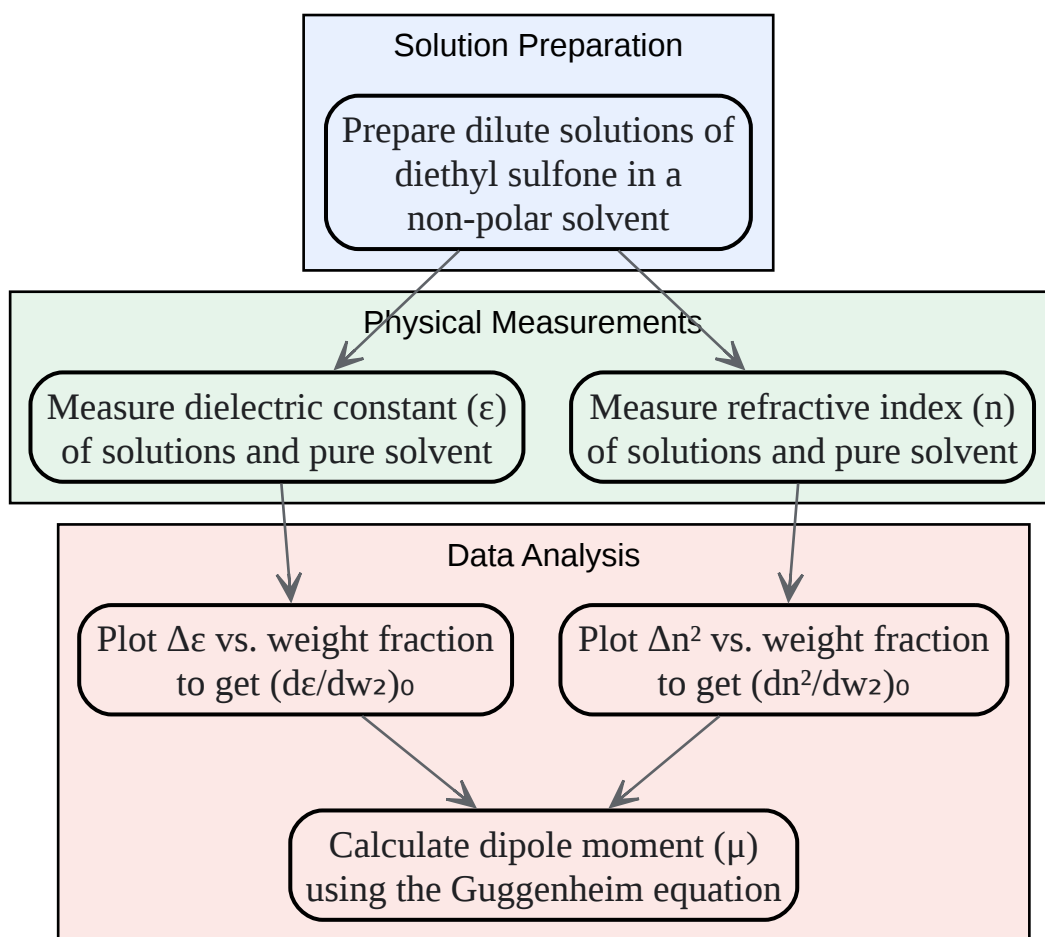 Solution Preparation
Prepare dilute solutions of
diethyl sulfone in a
non-polar solvent
Physical Measurements
Measure dielectric constant (ε)
of solutions and pure solvent
Measure refractive index (n)
of solutions and pure solvent
Data Analysis
Plot Δε vs. weight fraction
to get (dε/dw₂)₀
Plot Δn² vs. weight fraction
to get (dn²/dw₂)₀
Calculate dipole moment (μ)
using the Guggenheim equation